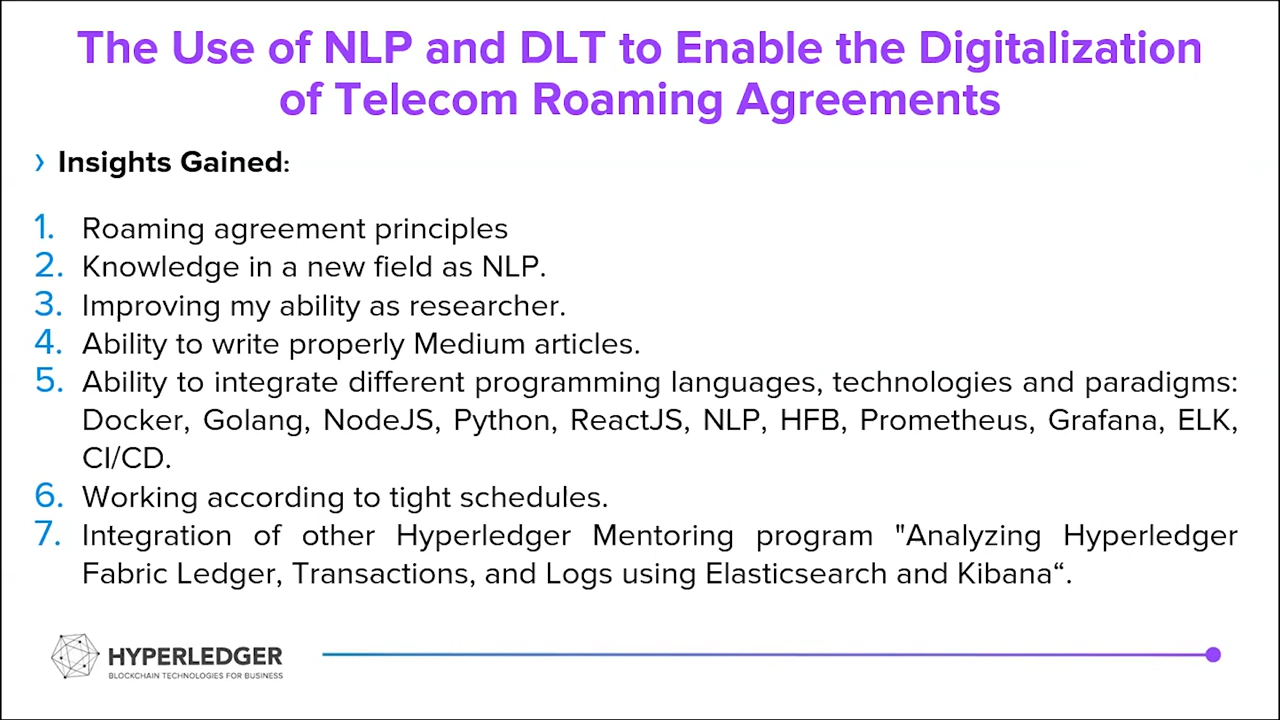 The Use of NLP and DLT to Enable the Digitalization
of Telecom Roaming Agreements
› Insights Gained:
1. Roaming agreement principles
2. Knowledge in a new field as NLP.
3. Improving my ability as researcher.
4. Ability to write properly Medium articles.
5. Ability to integrate different programming languages, technologies and paradigms:
Docker, Golang, NodeJS, Python, ReactJS, NLP, HFB, Prometheus, Grafana, ELK,
CI/CD.
6. Working according to tight schedules.
7. Integration of other Hyperledger Mentoring program "Analyzing Hyperledger
Fabric Ledger, Transactions, and Logs using Elasticsearch and Kibana“.
HYPERLEDGER
BLOCKCHAIN TECHNOLOGIES FOR BUSINESS